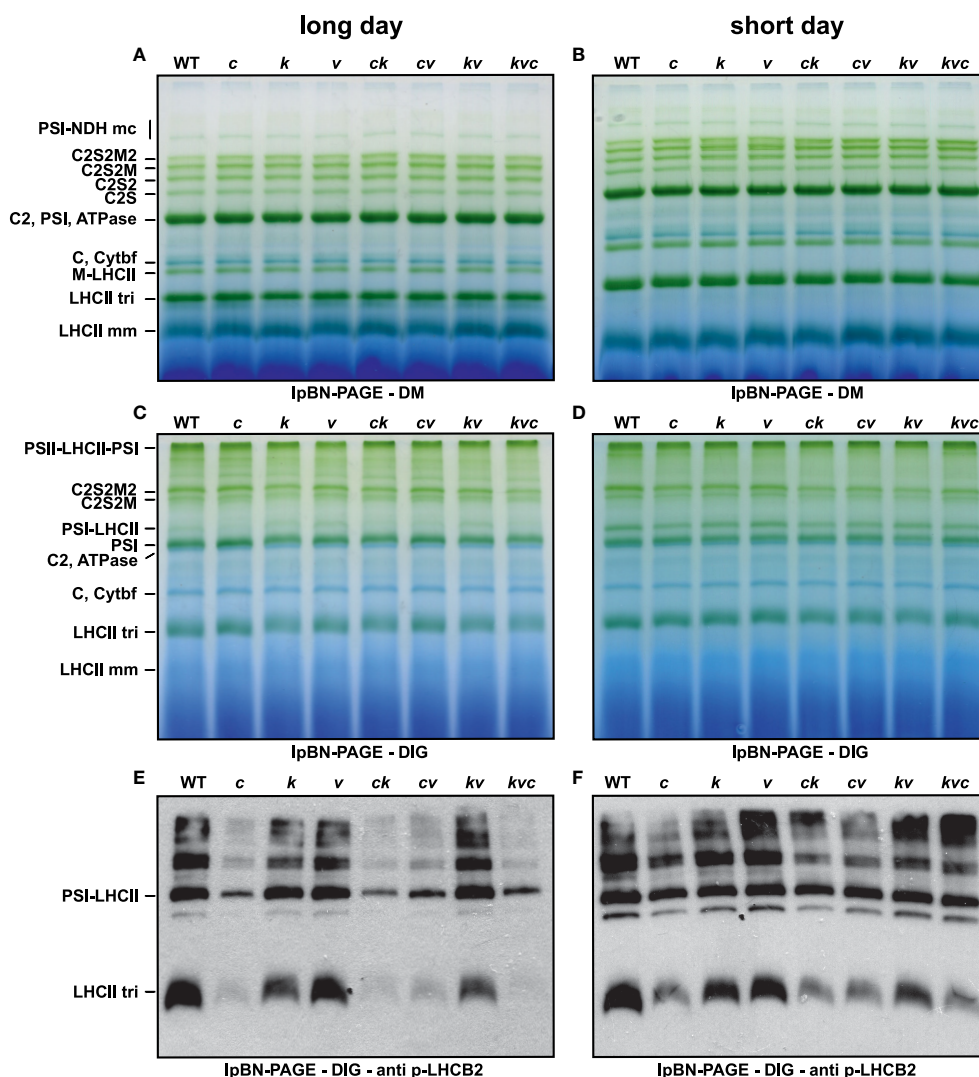 long day
short day
A
WT c k v ck cv kv kvc
PSI-NDH mc
C2S2M2
C2S2M
C2S2
C2S
C2, PSI, ATPase
C, Cytbf
M-LHCII
LHCII tri
LHCII mm
lpBN-PAGE - DM
B
WT c k v ck cv kv kvc
lpBN-PAGE - DM
C
WT c k v ck cv kv kvc
PSII-LHCII-PSI
C2S2M2
C2S2M
PSI-LHCII
PSI
C2, ATPase
C, Cytbf
LHCII tri
LHCII mm
lpBN-PAGE - DIG
D
WT c k v ck cv kv kvc
lpBN-PAGE - DIG
E
WT c k v ck cv kv kvc
PSI-LHCII
LHCII tri
lpBN-PAGE - DIG - anti p-LHCB2
F
WT c k v ck cv kv kvc
lpBN-PAGE - DIG - anti p-LHCB2